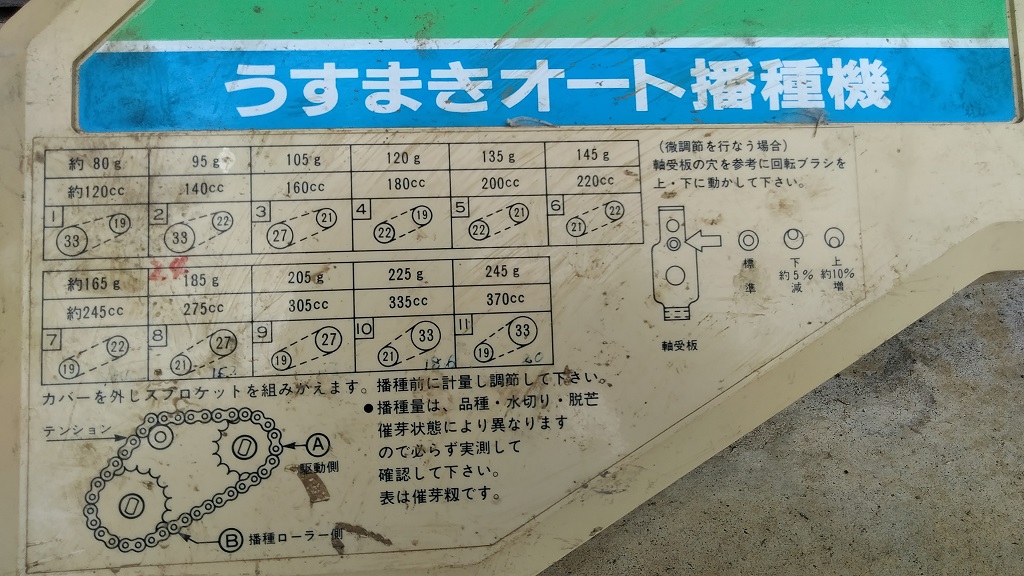 うすまきオート播種機
約 80g 95g 105g 120g 135g 145g
約120cc 140cc 160cc 180cc 200cc 220cc
1 33 19 2 33 22 3 27 21 4 22 19 5 22 21 6 21 22
約165g 185g 205g 225g 245g
約245cc 275cc 305cc 335cc 370cc
7 19 22 8 21 27 9 19 27 10 21 33 11 19 33
(微調節を行なう場合)
軸受板の穴を参考に回転ブラシを
上・下に動かして下さい。
標準
下約5%減
上約10%増
軸受板
カバーを外しスプロケットを組みかえます。播種前に計量し調節して下さい。
●播種量は、品種・水切り・脱芒
催芽状態により異なります
ので必らず実測して
確認して下さい。
表は催芽籾です。
テンション
A
駆動側
B 播種ローラー側